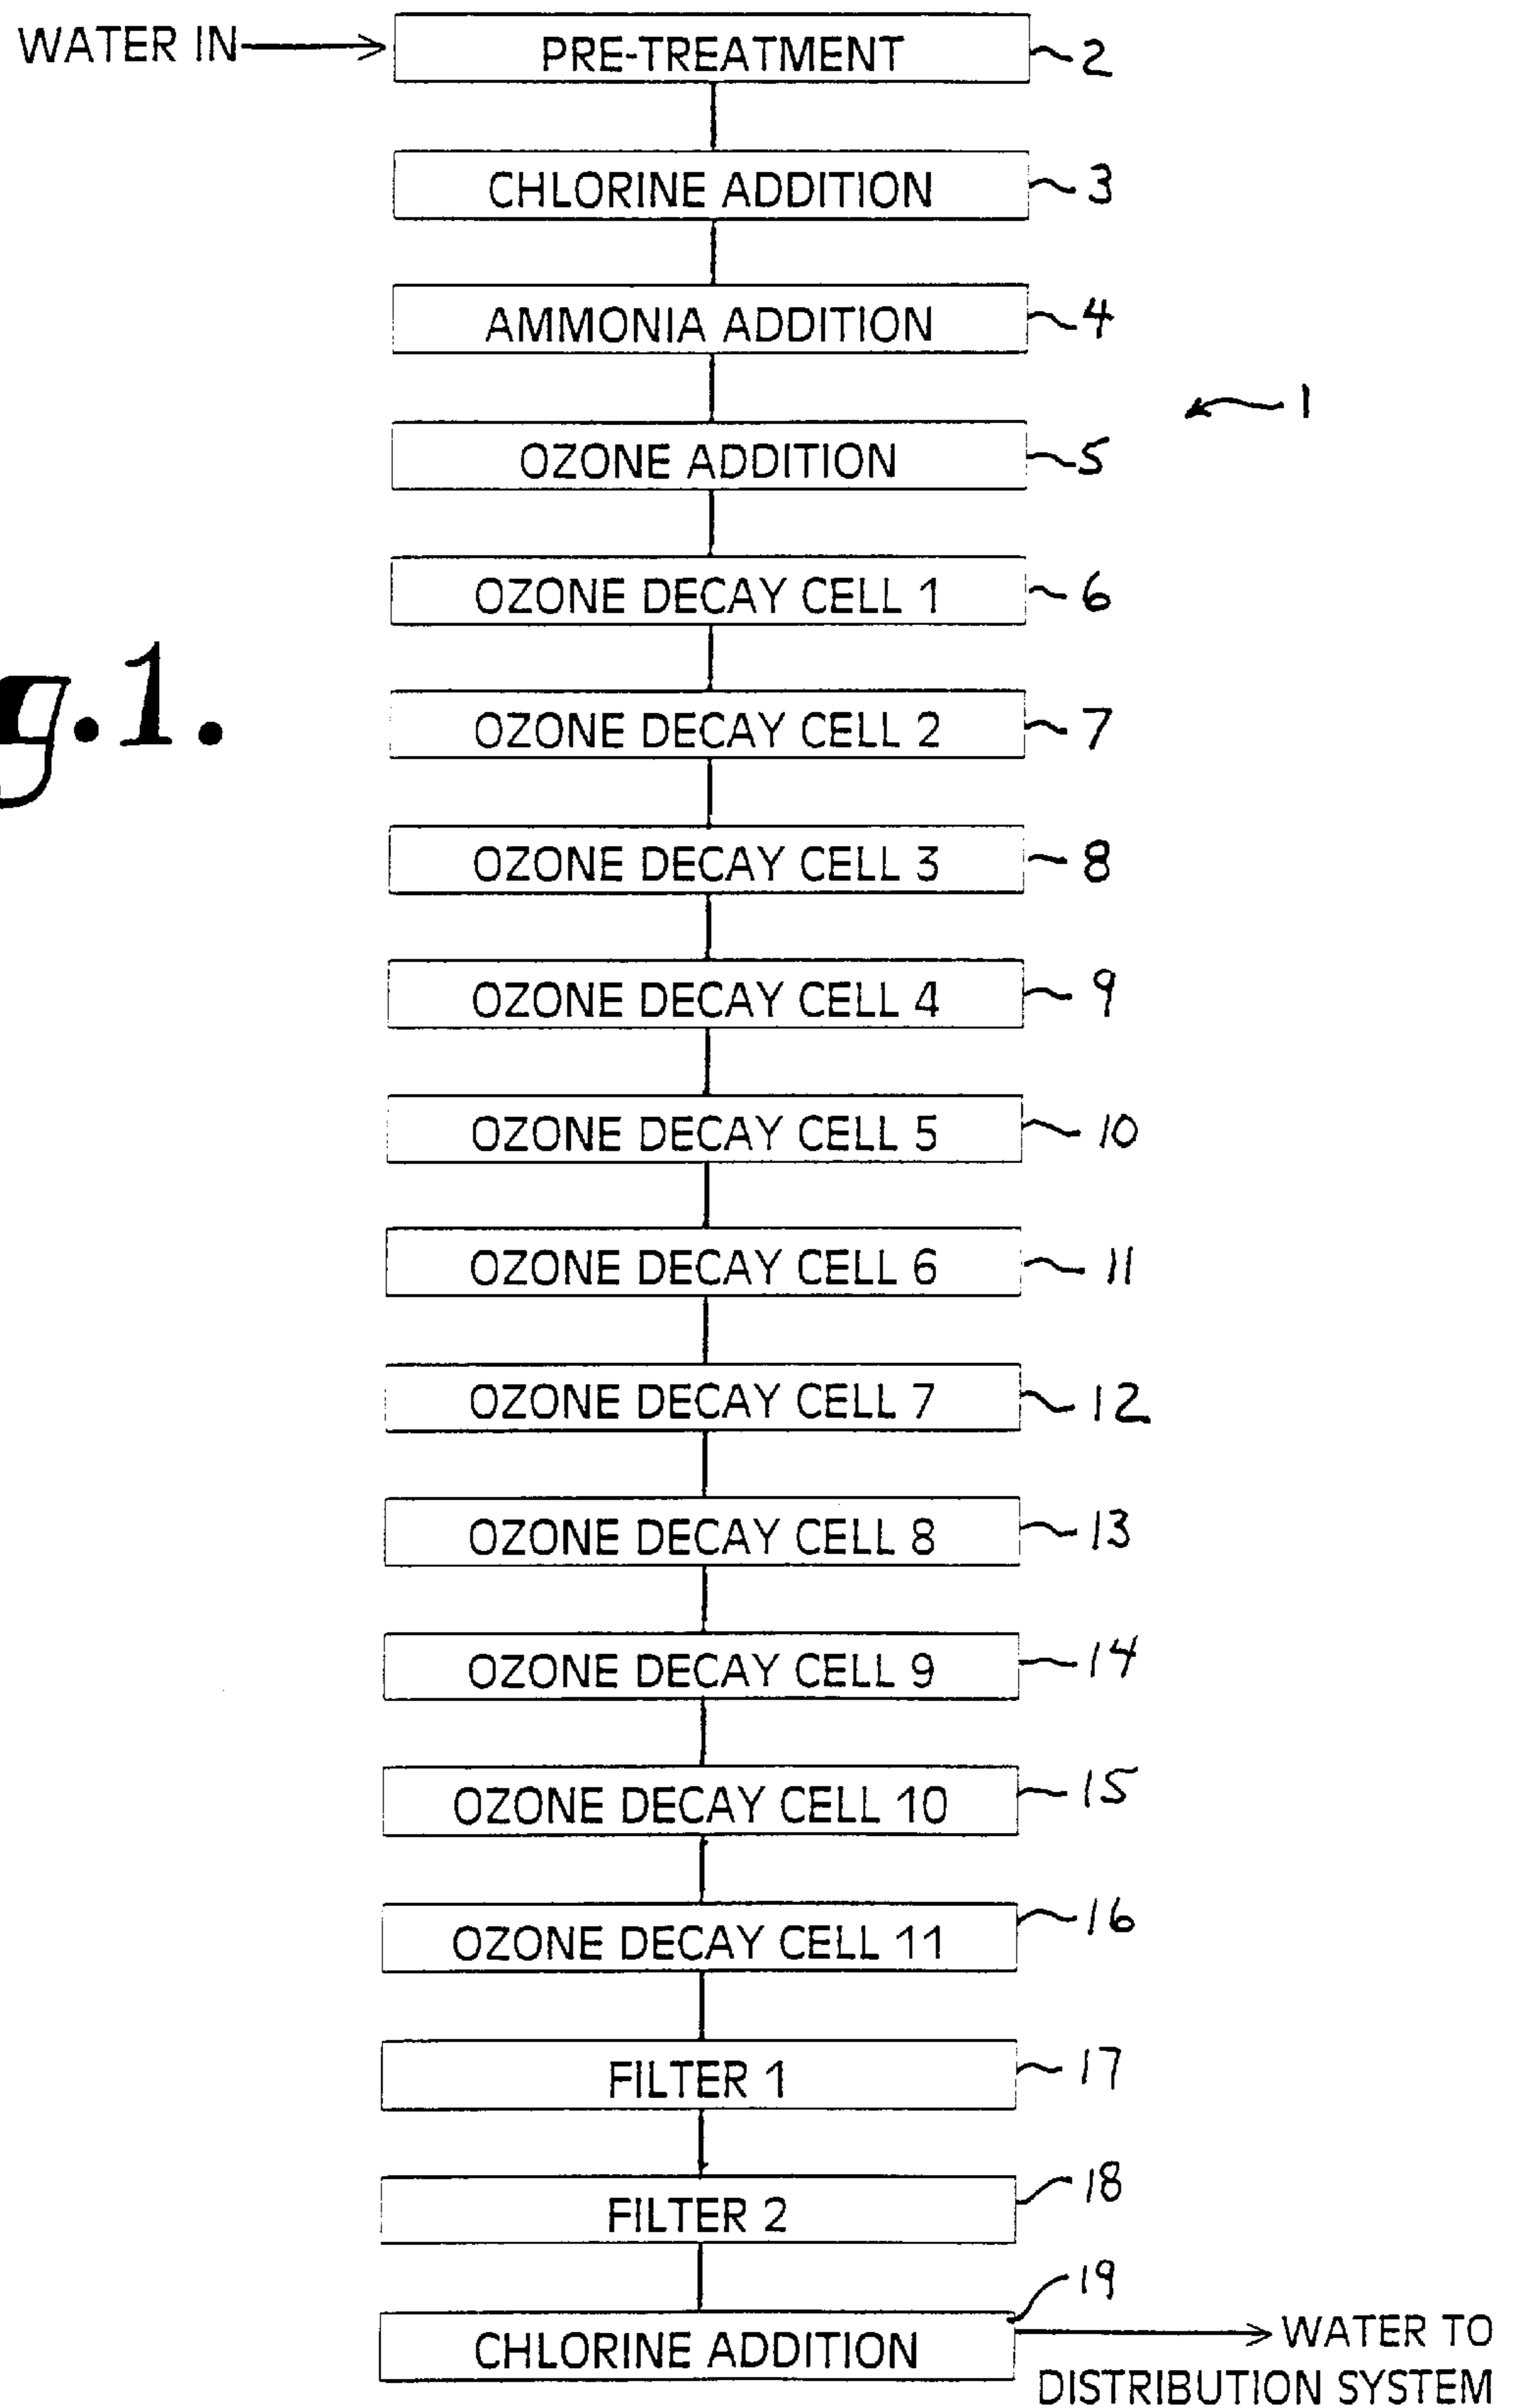 WATER IN
PRE-TREATMENT 2
CHLORINE ADDITION 3
AMMONIA ADDITION 4
1
OZONE ADDITION 5
OZONE DECAY CELL 1 6
g.1.
OZONE DECAY CELL 2 7
OZONE DECAY CELL 3 8
OZONE DECAY CELL 4 9
OZONE DECAY CELL 5 10
OZONE DECAY CELL 6 11
OZONE DECAY CELL 7 12
OZONE DECAY CELL 8 13
OZONE DECAY CELL 9 14
OZONE DECAY CELL 10 15
OZONE DECAY CELL 11 16
FILTER 1 17
FILTER 2 18
19
CHLORINE ADDITION
WATER TO
DISTRIBUTION SYSTEM